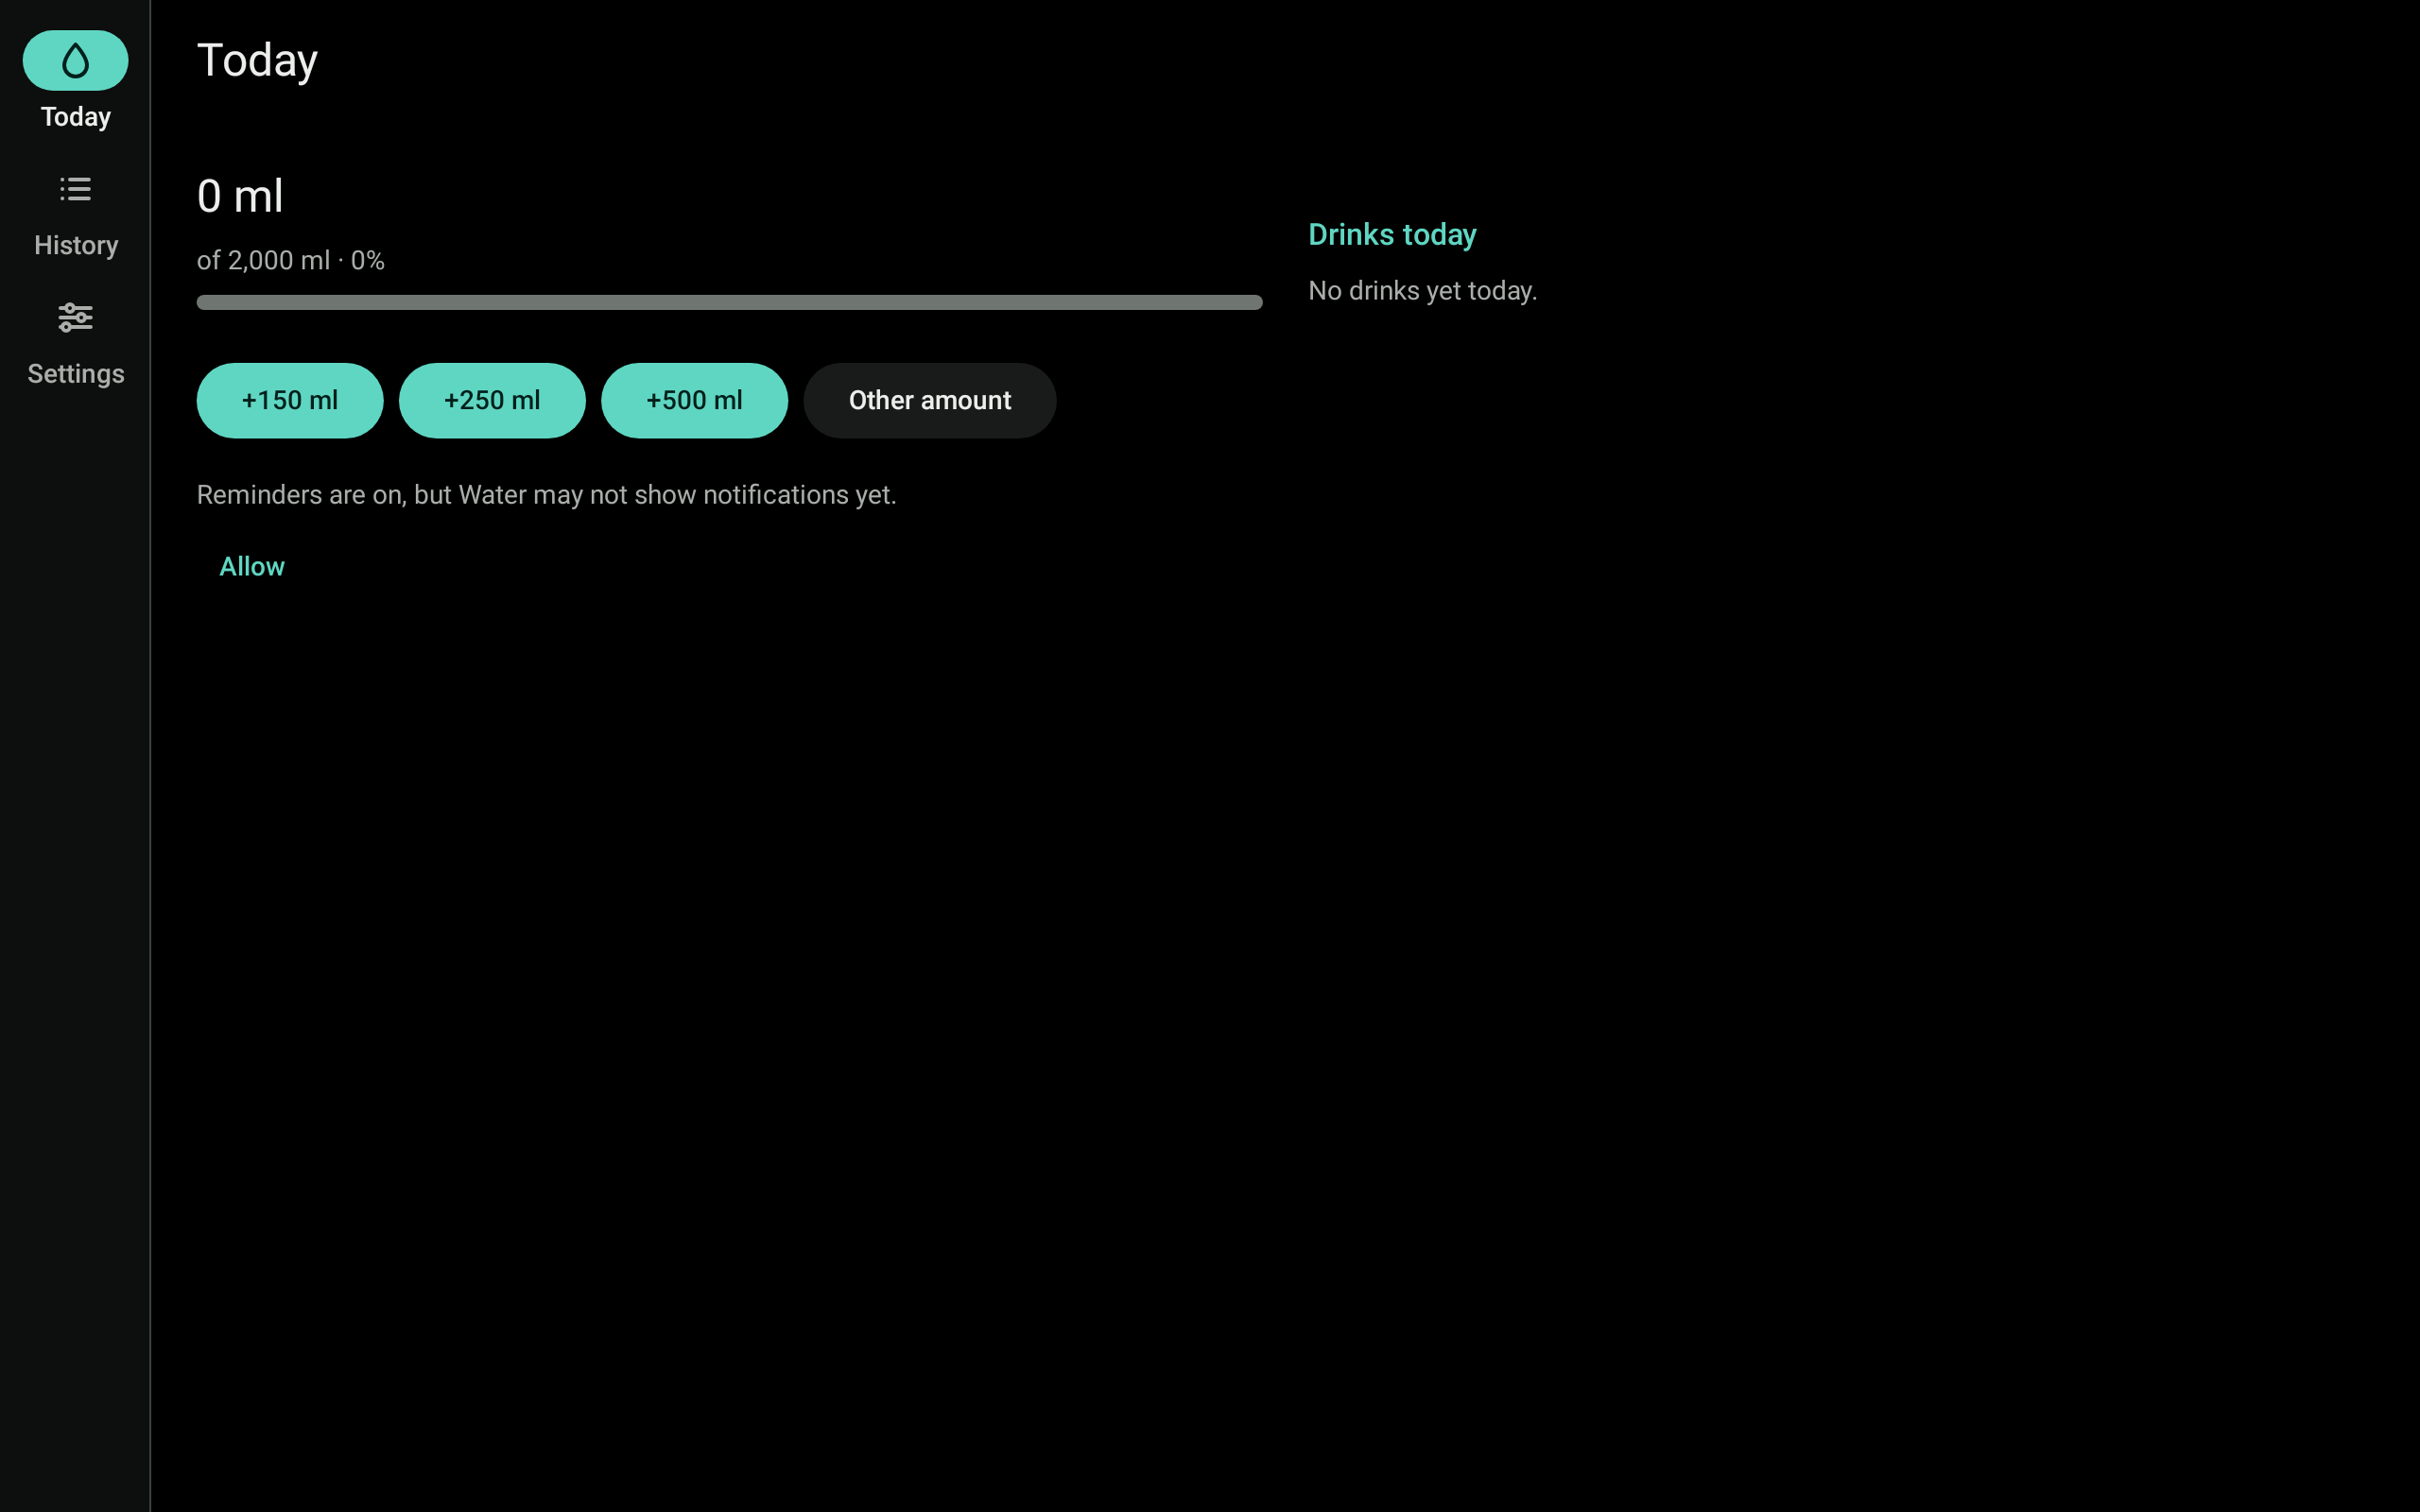 Today
History
Settings
Today
0 ml
of 2,000 ml · 0%
+150 ml
+250 ml
+500 ml
Other amount
Reminders are on, but Water may not show notifications yet.
Allow
Drinks today
No drinks yet today.